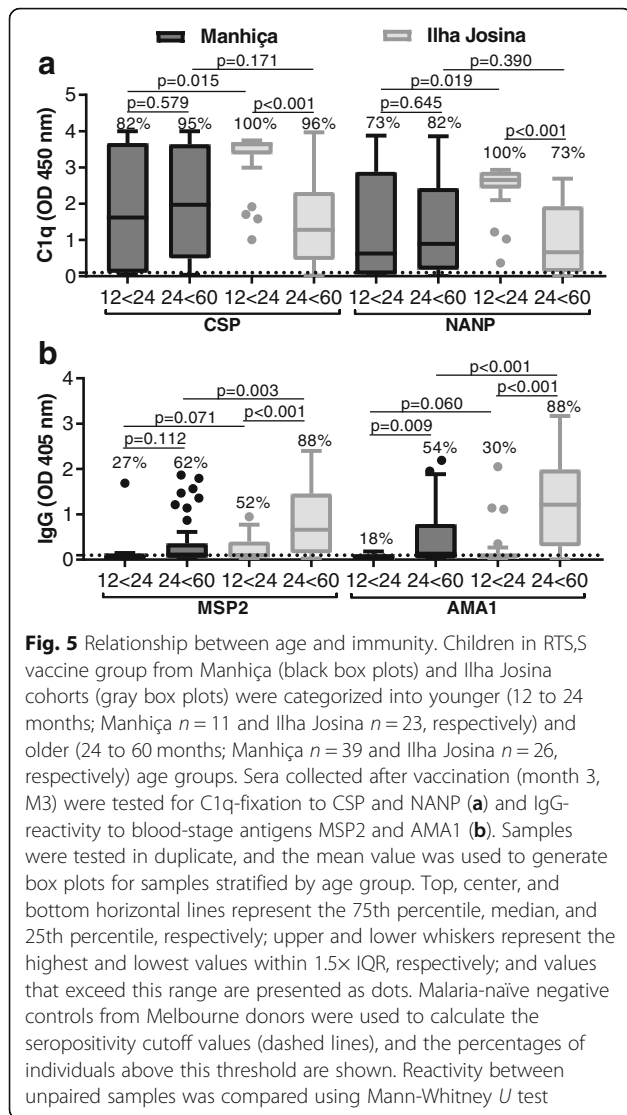 Manhiça Ilha Josina
a
p=0.171 p=0.390
p=0.015 p=0.019
p=0.579 p<0.001 p=0.645 p<0.001
82% 95% 100% 96% 73% 82% 100% 73%
C1q (OD 450 nm)
5
4
3
2
1
0
12<24 24<60 12<24 24<60 12<24 24<60 12<24 24<60
CSP NANP
b
p<0.001
p=0.003 p<0.001
p=0.071 p<0.001 p=0.060
p=0.112 p=0.009
27% 62% 52% 88% 18% 54% 30% 88%
IgG (OD 405 nm)
4
3
2
1
0
12<24 24<60 12<24 24<60 12<24 24<60 12<24 24<60
MSP2 AMA1
Fig. 5 Relationship between age and immunity. Children in RTS,S
vaccine group from Manhiça (black box plots) and Ilha Josina
cohorts (gray box plots) were categorized into younger (12 to 24
months; Manhiça n = 11 and Ilha Josina n = 23, respectively) and
older (24 to 60 months; Manhiça n = 39 and Ilha Josina n = 26,
respectively) age groups. Sera collected after vaccination (month 3,
M3) were tested for C1q-fixation to CSP and NANP (a) and IgG-
reactivity to blood-stage antigens MSP2 and AMA1 (b). Samples
were tested in duplicate, and the mean value was used to generate
box plots for samples stratified by age group. Top, center, and
bottom horizontal lines represent the 75th percentile, median, and
25th percentile, respectively; upper and lower whiskers represent the
highest and lowest values within 1.5× IQR, respectively; and values
that exceed this range are presented as dots. Malaria-naïve negative
controls from Melbourne donors were used to calculate the
seropositivity cutoff values (dashed lines), and the percentages of
individuals above this threshold are shown. Reactivity between
unpaired samples was compared using Mann-Whitney U test